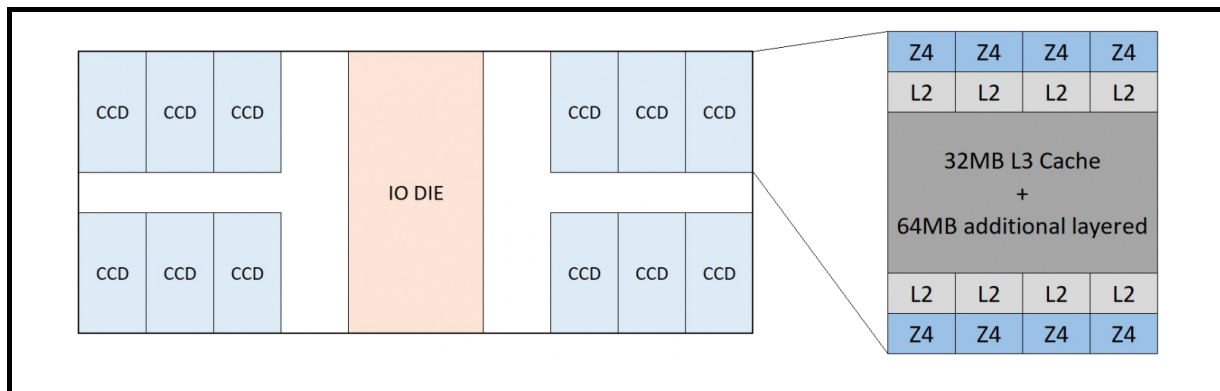 CCD CCD CCD CCD CCD CCD
IO DIE
CCD CCD CCD CCD CCD CCD
Z4 Z4 Z4 Z4
L2 L2 L2 L2
32MB L3 Cache
+
64MB additional layered
L2 L2 L2 L2
Z4 Z4 Z4 Z4